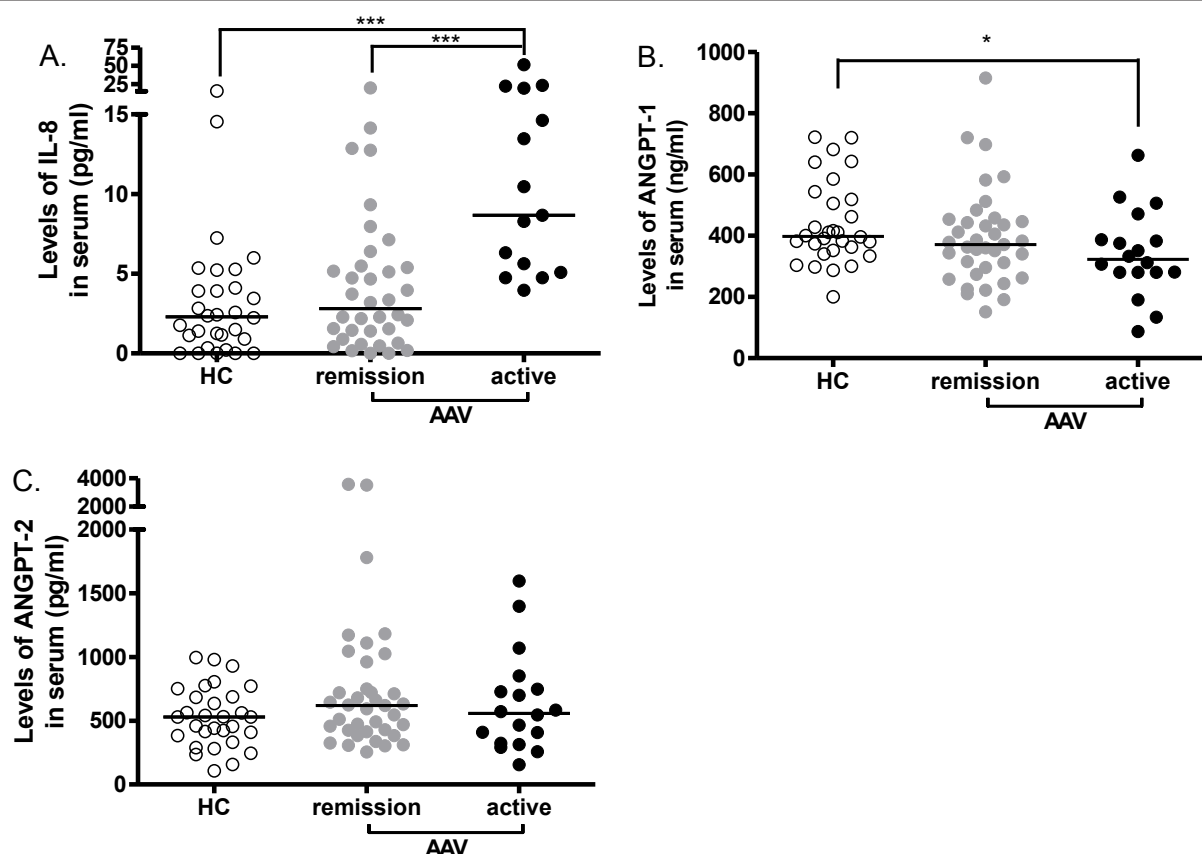 A.
***
***
75
50
25
15
10
5
0
Levels of IL-8
in serum (pg/ml)
HC
remission
active
AAV
B.
*
1000
800
600
400
200
0
Levels of ANGPT-1
in serum (ng/ml)
HC
remission
active
AAV
C.
4000
2000
2000
1500
1000
500
0
Levels of ANGPT-2
in serum (pg/ml)
HC
remission
active
AAV